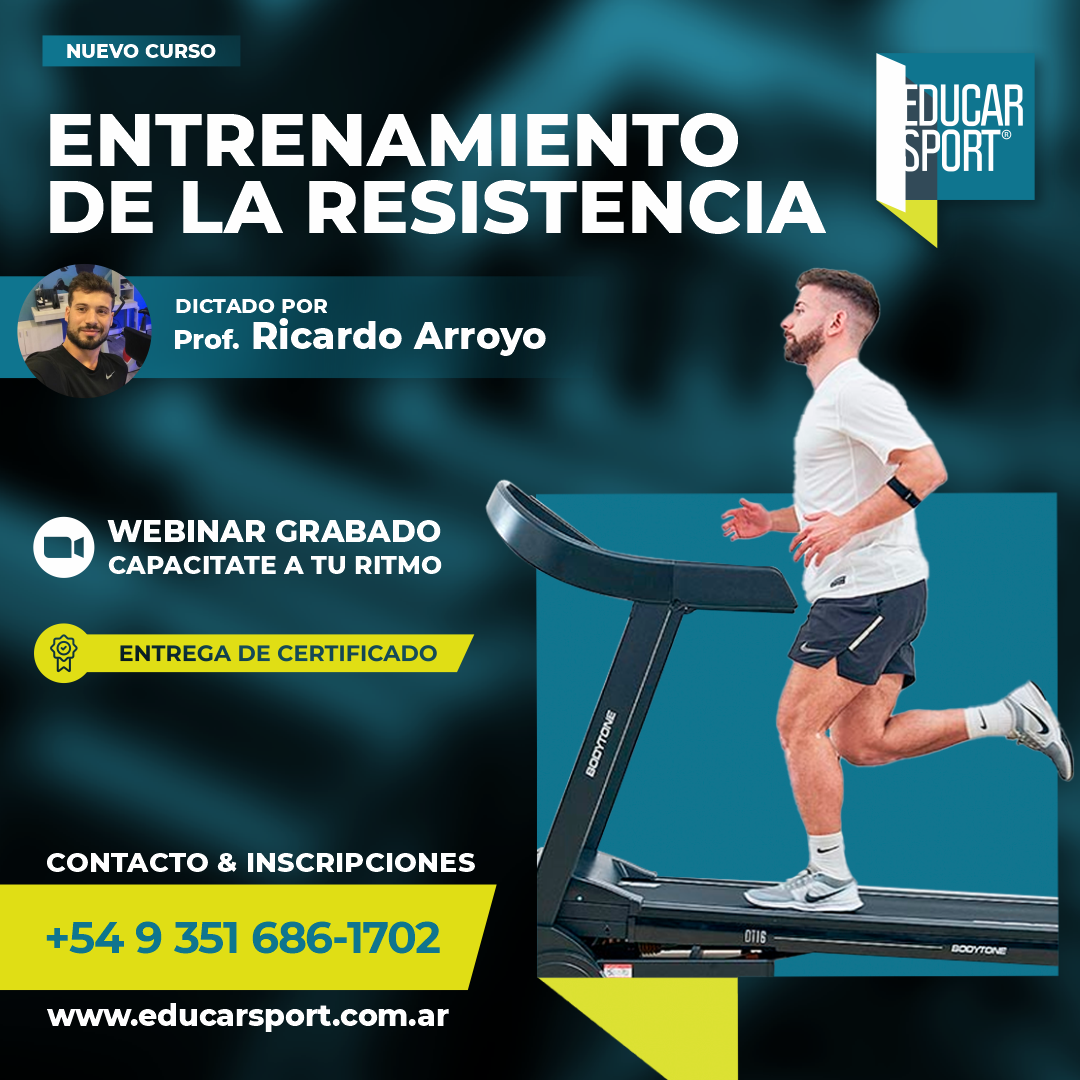 NUEVO CURSO
ENTRENAMIENTO
DE LA RESISTENCIA
EDUCAR
SPORT®
DICTADO POR
Prof. Ricardo Arroyo
WEBINAR GRABADO
CAPACITATE A TU RITMO
ENTREGA DE CERTIFICADO
BODYTONE
DT16
BODYTONE
CONTACTO & INSCRIPCIONES
+54 9 351 686-1702
www.educarsport.com.ar